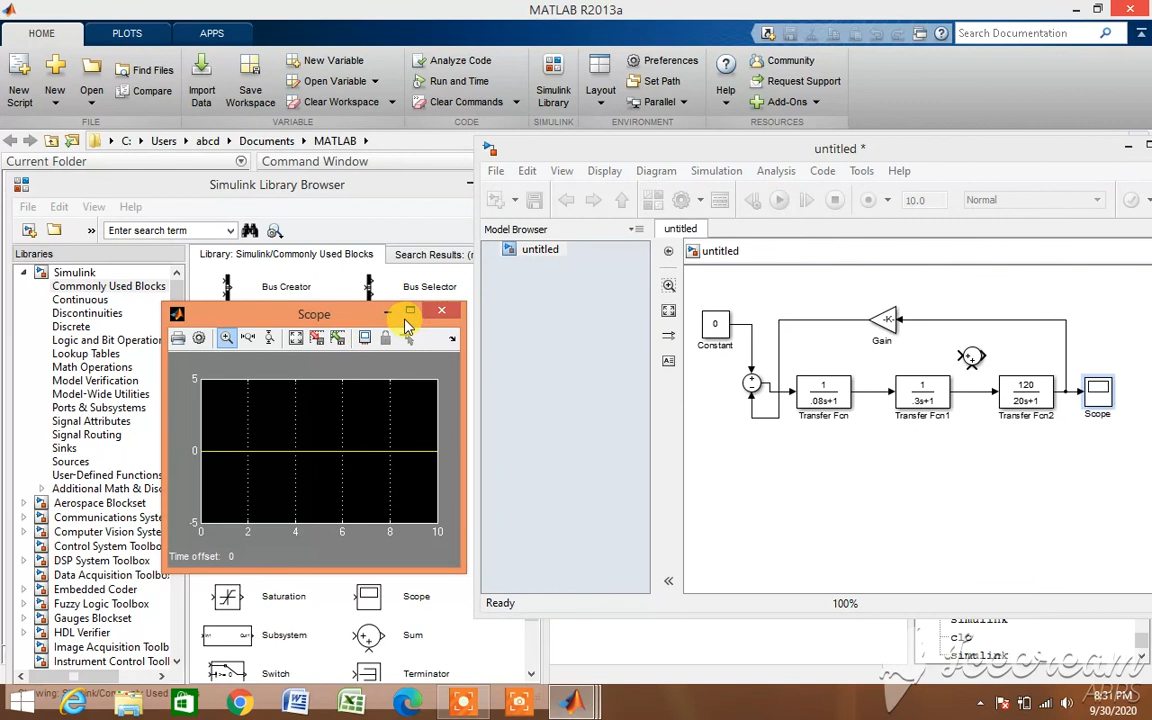 MATLAB R2013a
HOME PLOTS APPS
Search Documentation
New Script
New
Open
Find Files
Compare
Import Data
Save Workspace
New Variable
Open Variable
Clear Workspace
Analyze Code
Run and Time
Clear Commands
Simulink Library
Layout
Preferences
Set Path
Parallel
Help
Community
Request Support
Add-Ons
FILE VARIABLE CODE SIMULINK ENVIRONMENT RESOURCES
C: Users abcd Documents MATLAB
Current Folder
Command Window
Simulink Library Browser
File Edit View Help
» Enter search term
Libraries
Library: Simulink/Commonly Used Blocks
Search Results: (
Simulink
Commonly Used Blocks
Continuous
Discontinuities
Discrete
Logic and Bit Operatio
Lookup Tables
Math Operations
Model Verification
Model-Wide Utilities
Ports & Subsystems
Signal Attributes
Signal Routing
Sinks
Sources
User-Defined Functions
Additional Math & Disc
Aerospace Blockset
Communications Syste
Computer Vision Syste
Control System Toolbo
DSP System Toolbox
Data Acquisition Toolbo
Embedded Coder
Fuzzy Logic Toolbox
Gauges Blockset
HDL Verifier
Image Acquisition Toolb
Instrument Control Tool
Showing: Simulink/Commonly Used
Bus Creator
Bus Selector
Scope
5
0
-5
0 2 4 6 8 10
Time offset: 0
Saturation
Scope
Subsystem
Sum
Switch
Terminator
untitled *
File Edit View Display Diagram Simulation Analysis Code Tools Help
10.0
Normal
Model Browser
untitled
untitled
untitled
0
Constant
-K-
Gain
1
.08s+1
Transfer Fcn
1
.3s+1
Transfer Fcn1
120
20s+1
Transfer Fcn2
Scope
«
Ready
100%
simulink
clc
simulink
Icecream
APPS
8:31 PM
9/30/2020